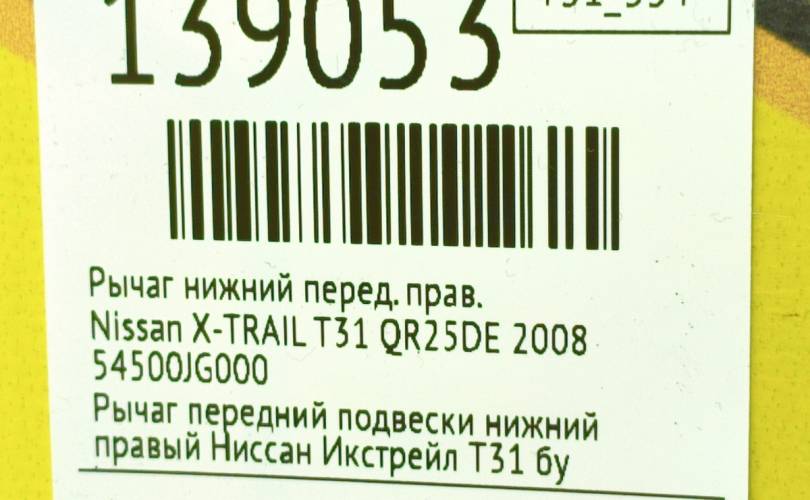 139053
Рычаг нижний перед. прав.
Nissan X-TRAIL T31 QR25DE 2008
54500JG000
Рычаг передний подвески нижний
правый Ниссан Икстрейл Т31 бу